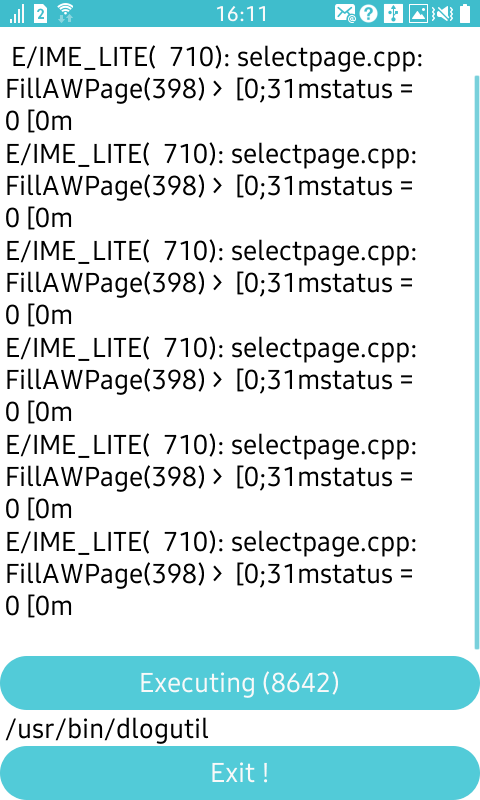 2 16:11
E/IME_LITE(  710): selectpage.cpp:
FillAWPage(398) >  [0;31mstatus =
0 [0m
E/IME_LITE(  710): selectpage.cpp:
FillAWPage(398) >  [0;31mstatus =
0 [0m
E/IME_LITE(  710): selectpage.cpp:
FillAWPage(398) >  [0;31mstatus =
0 [0m
E/IME_LITE(  710): selectpage.cpp:
FillAWPage(398) >  [0;31mstatus =
0 [0m
E/IME_LITE(  710): selectpage.cpp:
FillAWPage(398) >  [0;31mstatus =
0 [0m
E/IME_LITE(  710): selectpage.cpp:
FillAWPage(398) >  [0;31mstatus =
0 [0m
Executing (8642)
/usr/bin/dlogutil
Exit !